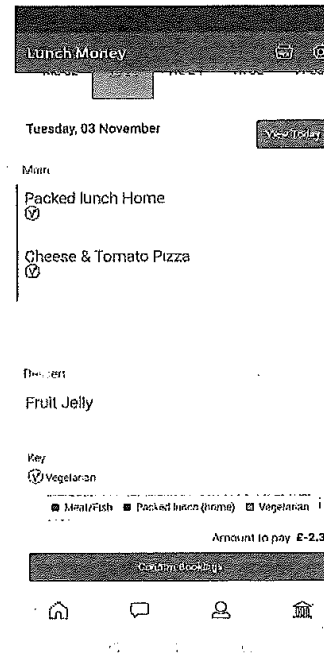 Lunch Money
Tuesday, 03 November
View Today
Main
Packed lunch Home
V
Cheese & Tomato Pizza
V
Dessert
Fruit Jelly
Key
V Vegetarian
Meat/Fish Packed lunch (home) Vegetarian
Amount to pay £-2.3
Confirm Bookings